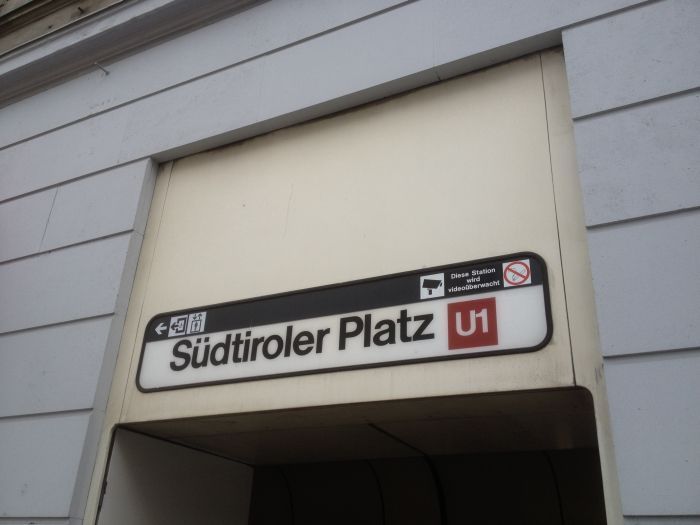 Diese Station
wird
videoüberwacht
Südtiroler Platz U1